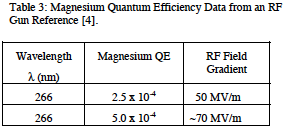 Table 3: Magnesium Quantum Efficiency Data from an RF
Gun Reference [4].
Wavelength Magnesium QE RF Field
λ (nm) Gradient
266 2.5 x 10⁻⁴ 50 MV/m
266 5.0 x 10⁻⁴ ~70 MV/m